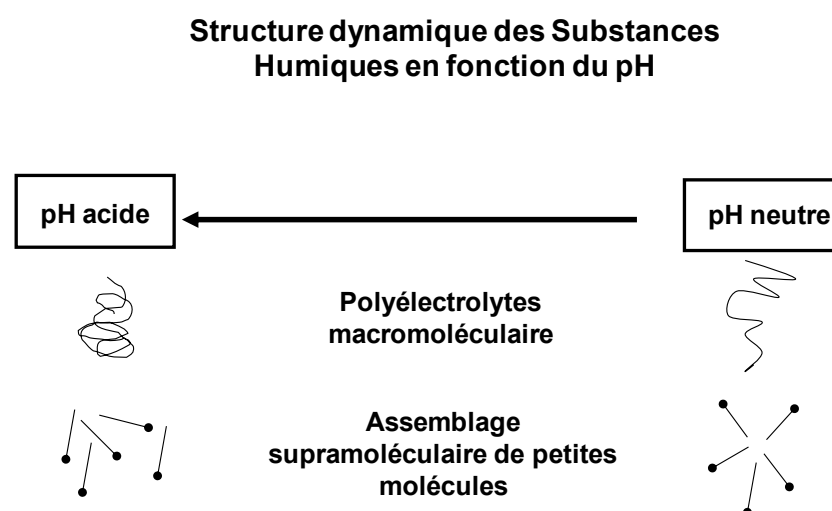 Structure dynamique des Substances
Humiques en fonction du pH
pH acide
pH neutre
Polyélectrolytes
macromoléculaire
Assemblage
supramoléculaire de petites
molécules